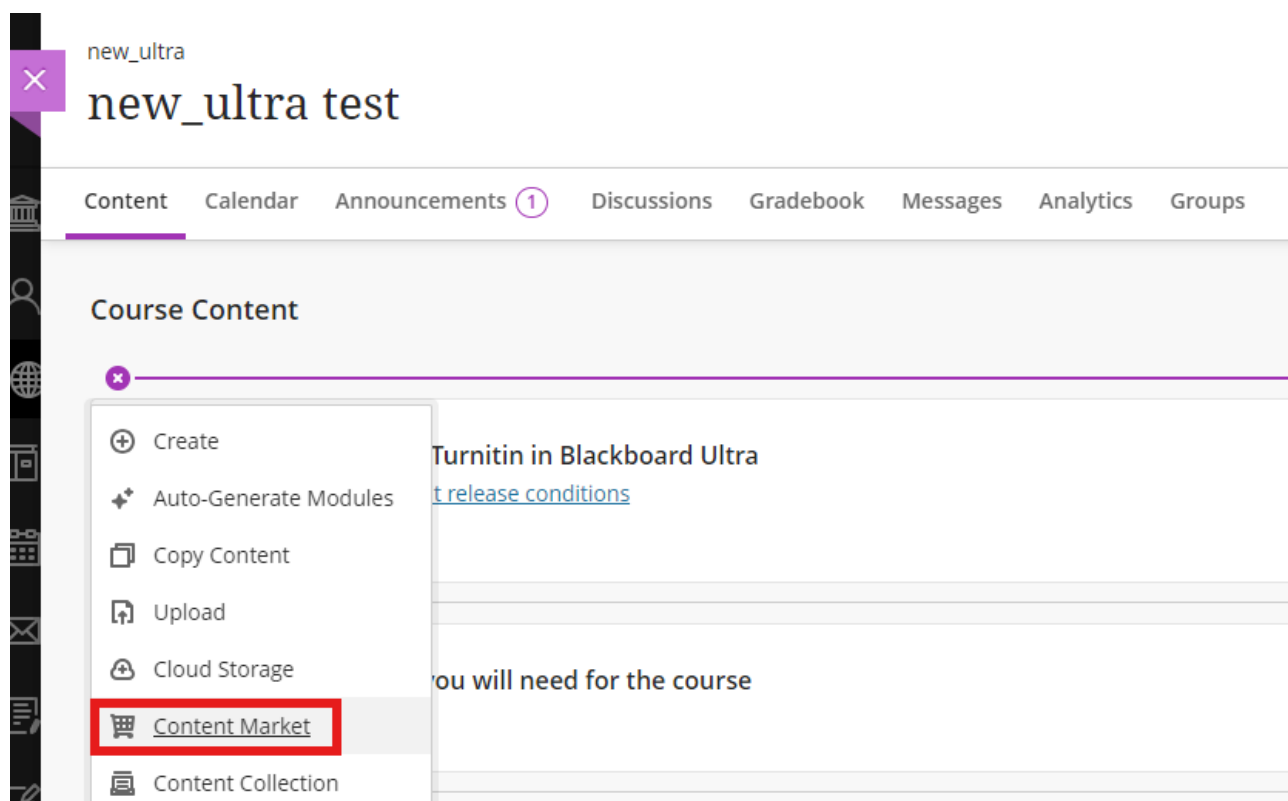 new_ultra
new_ultra test
Content Calendar Announcements 1 Discussions Gradebook Messages Analytics Groups
Course Content
Create
Turnitin in Blackboard Ultra
Auto-Generate Modules
t release conditions
Copy Content
Upload
Cloud Storage
you will need for the course
Content Market
Content Collection